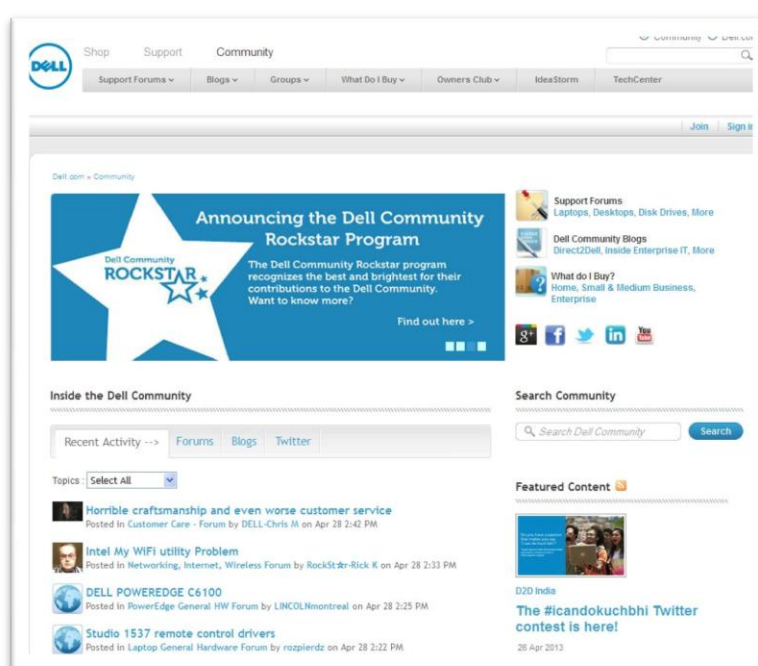 Community Dell.com
DELL
Shop Support Community
Support Forums Blogs Groups What Do I Buy Owners Club IdeaStorm TechCenter
Join Sign in
Dell.com » Community
Announcing the Dell Community
Rockstar Program
Dell Community
ROCKSTAR
The Dell Community Rockstar program
recognizes the best and brightest for their
contributions to the Dell Community.
Want to know more?
Find out here >
Support Forums
Laptops, Desktops, Disk Drives, More
Dell Community Blogs
Direct2Dell, Inside Enterprise IT, More
What do I Buy?
Home, Small & Medium Business,
Enterprise
g+ f in You Tube
Inside the Dell Community
Recent Activity --> Forums Blogs Twitter
Topics : Select All
Horrible craftsmanship and even worse customer service
Posted in Customer Care - Forum by DELL-Chris M on Apr 28 2:42 PM
Intel My WiFi utility Problem
Posted in Networking, Internet, Wireless Forum by RockSt☆r-Rick K on Apr 28 2:33 PM
DELL POWEREDGE C6100
Posted in PowerEdge General HW Forum by LINCOLNmontreal on Apr 28 2:25 PM
Studio 1537 remote control drivers
Posted in Laptop General Hardware Forum by rozpierdz on Apr 28 2:22 PM
Search Community
Search Dell Community Search
Featured Content
D2D India
The #icandokuchbhi Twitter
contest is here!
26 Apr 2013